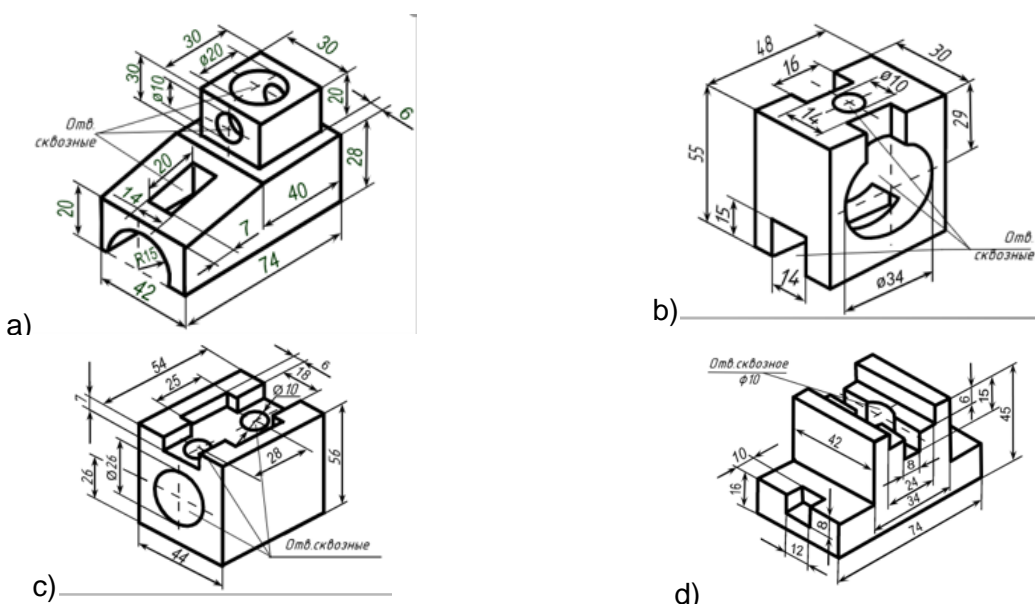 30
30
ø20
30
ø10
20
6
Отв.
сквозные
20
28
14
40
20
7
R15
74
42
a)
48
30
16
ø10
14
29
55
15
Отв.
сквозные
14
ø34
b)
54
6
25
18
Ø10
7
28
56
Ø26
26
Отв.сквозные
44
c)
Отв.сквозное
ф10
6
15
45
42
10
8
24
16
34
8
74
12
d)